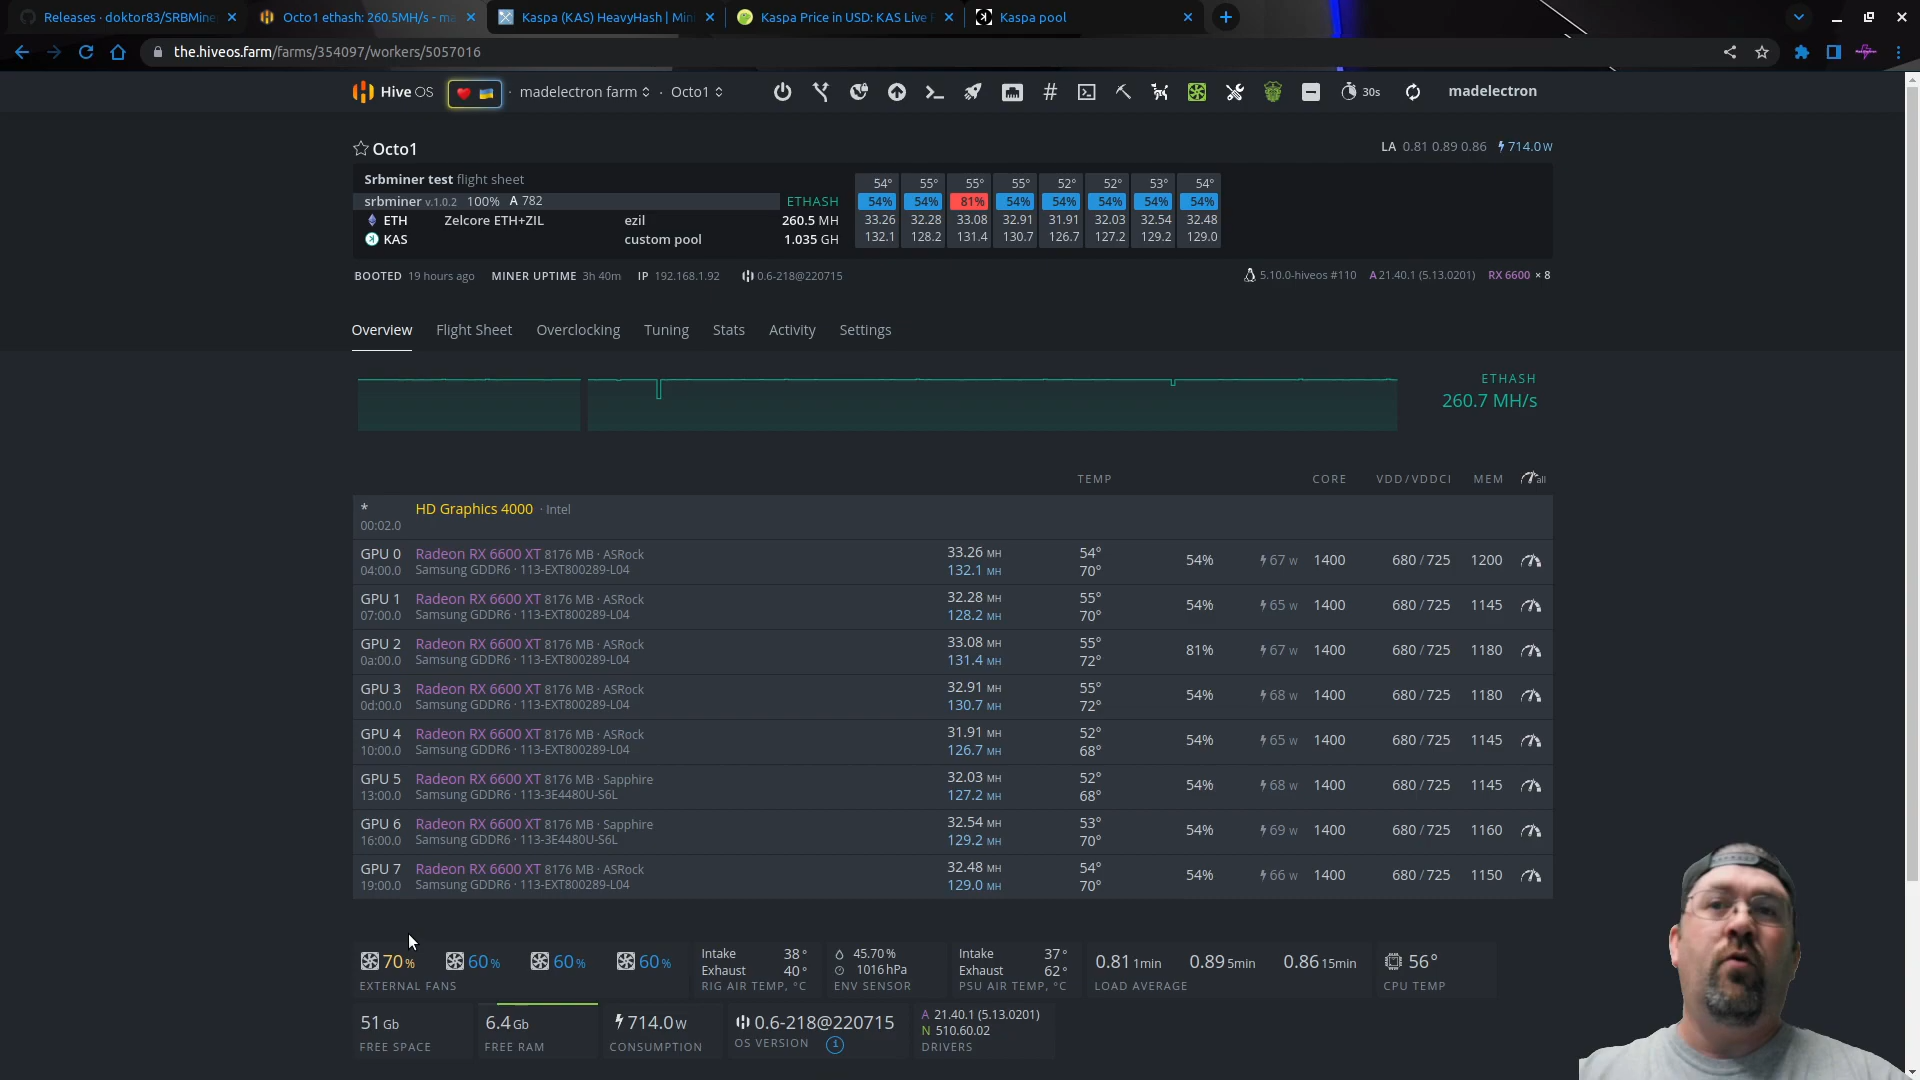 Releases · doktor83/SRBMine
Octo1 ethash: 260.5MH/s - ma
Kaspa (KAS) HeavyHash | Mini
Kaspa Price in USD: KAS Live P
Kaspa pool
the.hiveos.farm/farms/354097/workers/5057016
Hive OS
madelectron farm · Octo1
30s
madelectron
Octo1
LA 0.81 0.89 0.86 714.0 W
Srbminer test flight sheet
srbminer v.1.0.2 100% A 782 ETHASH
ETH Zelcore ETH+ZIL ezil 260.5 MH
KAS custom pool 1.035 GH
54° 55° 55° 55° 52° 52° 53° 54°
54% 54% 81% 54% 54% 54% 54% 54%
33.26 32.28 33.08 32.91 31.91 32.03 32.54 32.48
132.1 128.2 131.4 130.7 126.7 127.2 129.2 129.0
BOOTED 19 hours ago MINER UPTIME 3h 40m IP 192.168.1.92 0.6-218@220715
5.10.0-hiveos #110 A 21.40.1 (5.13.0201) RX 6600 × 8
Overview Flight Sheet Overclocking Tuning Stats Activity Settings
ETHASH
260.7 MH/s
TEMP CORE VDD/VDDCI MEM all
* HD Graphics 4000 · Intel
00:02.0
GPU 0 Radeon RX 6600 XT 8176 MB · ASRock 33.26 MH 54° 54% 67 W 1400 680 / 725 1200
04:00.0 Samsung GDDR6 · 113-EXT800289-L04 132.1 MH 70°
GPU 1 Radeon RX 6600 XT 8176 MB · ASRock 32.28 MH 55° 54% 65 W 1400 680 / 725 1145
07:00.0 Samsung GDDR6 · 113-EXT800289-L04 128.2 MH 70°
GPU 2 Radeon RX 6600 XT 8176 MB · ASRock 33.08 MH 55° 81% 67 W 1400 680 / 725 1180
0a:00.0 Samsung GDDR6 · 113-EXT800289-L04 131.4 MH 72°
GPU 3 Radeon RX 6600 XT 8176 MB · ASRock 32.91 MH 55° 54% 68 W 1400 680 / 725 1180
0d:00.0 Samsung GDDR6 · 113-EXT800289-L04 130.7 MH 72°
GPU 4 Radeon RX 6600 XT 8176 MB · ASRock 31.91 MH 52° 54% 65 W 1400 680 / 725 1145
10:00.0 Samsung GDDR6 · 113-EXT800289-L04 126.7 MH 68°
GPU 5 Radeon RX 6600 XT 8176 MB · Sapphire 32.03 MH 52° 54% 68 W 1400 680 / 725 1145
13:00.0 Samsung GDDR6 · 113-3E4480U-S6L 127.2 MH 68°
GPU 6 Radeon RX 6600 XT 8176 MB · Sapphire 32.54 MH 53° 54% 69 W 1400 680 / 725 1160
16:00.0 Samsung GDDR6 · 113-3E4480U-S6L 129.2 MH 70°
GPU 7 Radeon RX 6600 XT 8176 MB · ASRock 32.48 MH 54° 54% 66 W 1400 680 / 725 1150
19:00.0 Samsung GDDR6 · 113-EXT800289-L04 129.0 MH 70°
70 % 60 % 60 % 60 %
EXTERNAL FANS
Intake 38 °
Exhaust 40 °
RIG AIR TEMP, °C
45.70 %
1016 hPa
ENV SENSOR
Intake 37 °
Exhaust 62 °
PSU AIR TEMP, °C
0.81 1min 0.89 5min 0.86 15min
LOAD AVERAGE
56°
CPU TEMP
51 Gb
FREE SPACE
6.4 Gb
FREE RAM
714.0 W
CONSUMPTION
0.6-218@220715
OS VERSION
A 21.40.1 (5.13.0201)
N 510.60.02
DRIVERS